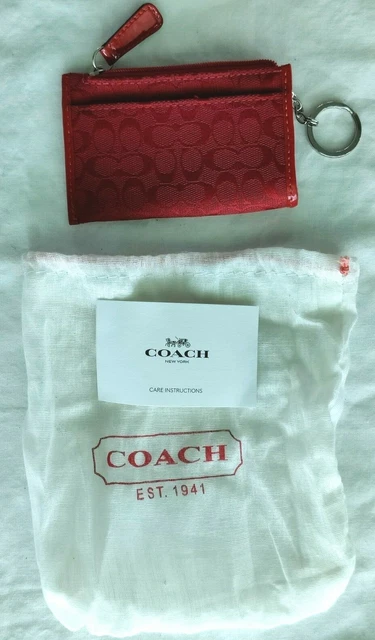 COACH
NEW YORK
CARE INSTRUCTIONS
COACH
EST. 1941